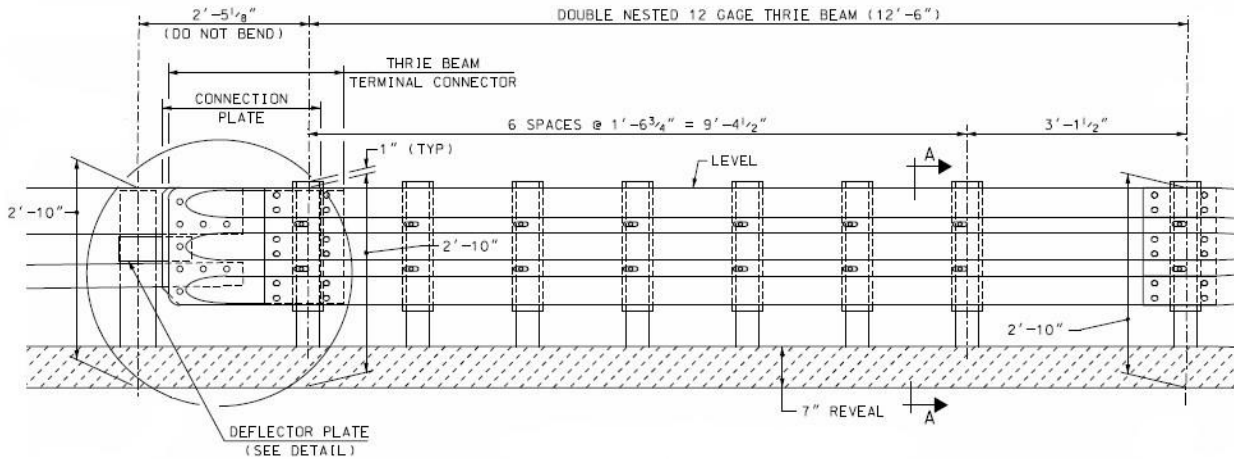 2'-5 1/8"
(DO NOT BEND)
DOUBLE NESTED 12 GAGE THRIE BEAM (12'-6")
THRIE BEAM
TERMINAL CONNECTOR
CONNECTION
PLATE
6 SPACES @ 1'-6 3/4" = 9'-4 1/2"
3'-1 1/2"
1" (TYP)
LEVEL
A
2'-10"
2'-10"
2'-10"
7" REVEAL
A
DEFLECTOR PLATE
(SEE DETAIL)